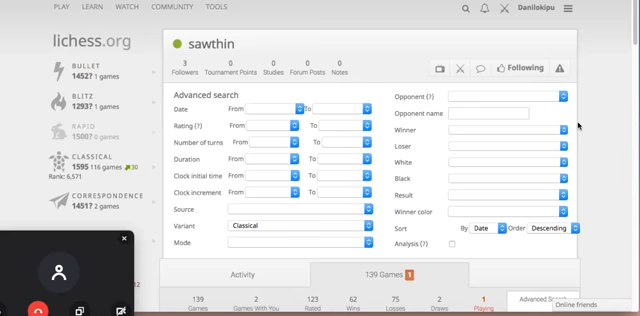 PLAY LEARN WATCH COMMUNITY TOOLS Danilokipu
lichess.org
BULLET
1452? 1 games
BLITZ
1293? 1 games
RAPID
1500? 0 games
CLASSICAL
1595 116 games 30
Rank: 6,571
CORRESPONDENCE
1451? 2 games
12
sawthin
3 0 0 0 0
Followers Tournament Points Studies Forum Posts Notes
Following
Advanced search
Date From To
Rating (?) From To
Number of turns From To
Duration From To
Clock initial time From To
Clock increment From To
Source
Variant Classical
Mode
Opponent (?)
Opponent name
Winner
Loser
White
Black
Result
Winner color
Sort By Date Order Descending
Analysis (?)
Activity 139 Games 1
139 2 123 62 75 2 1 Advanced Search
Games Games With You Rated Wins Losses Draws Playing
Online friends